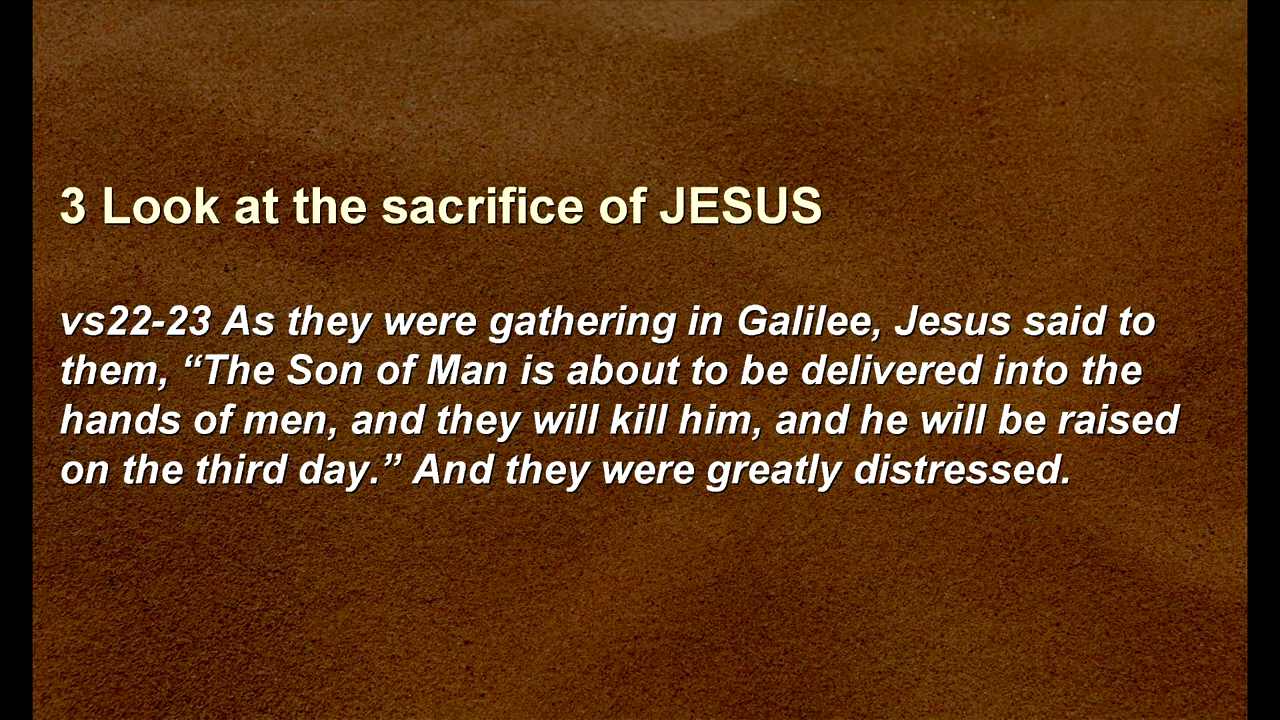 3 Look at the sacrifice of JESUS
vs22-23 As they were gathering in Galilee, Jesus said to
them, “The Son of Man is about to be delivered into the
hands of men, and they will kill him, and he will be raised
on the third day.” And they were greatly distressed.